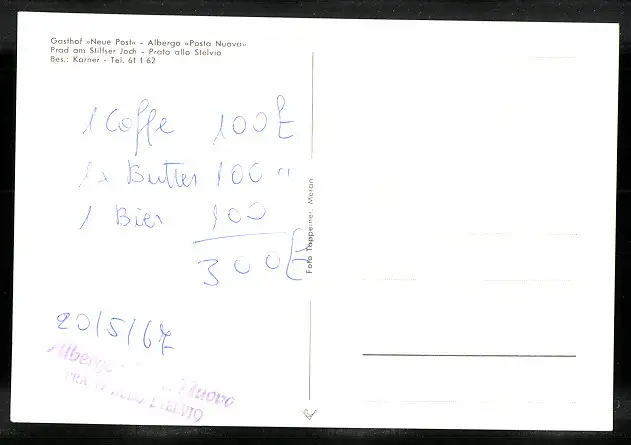 Gasthof »Neue Post« - Albergo »Posta Nuova»
Prad am Stilfser Joch - Prato allo Stelvio
Bes.: Karner - Tel. 61 1 62
1 Coffe 100 £
1x Butter 100 "
1 Bier 100
300 £
20/5/67
Albergo Nuova
PRATO ALLO STELVIO
Foto Tappeiner, Meran